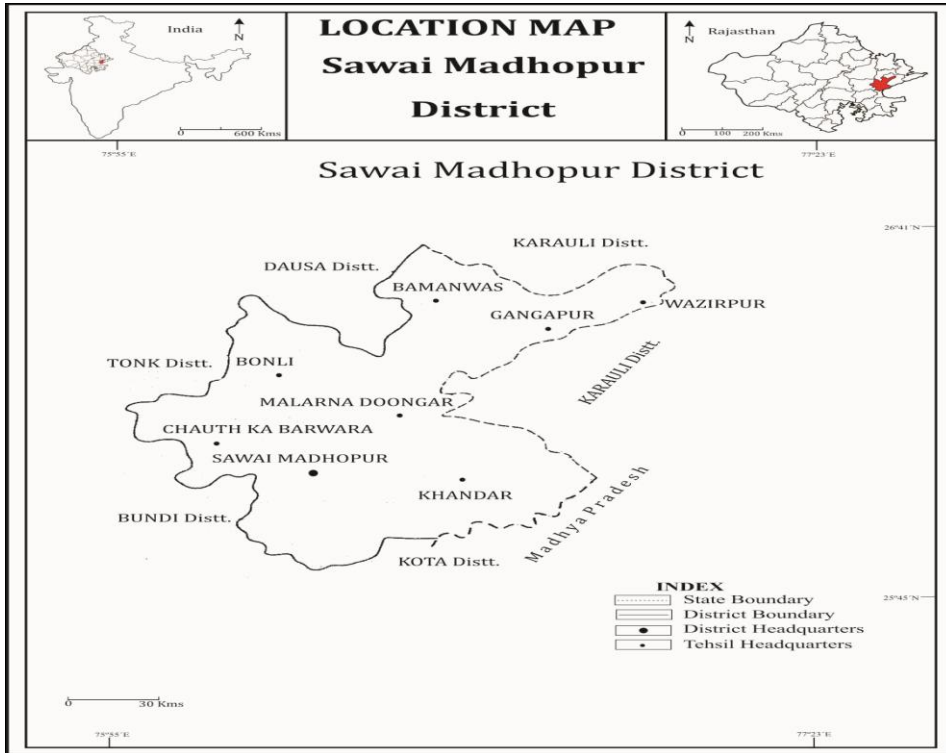 India
N
0 600 Kms
LOCATION MAP
Sawai Madhopur
District
N
Rajasthan
0 100 200 Kms
75°55´E
77°23´E
Sawai Madhopur District
26°41´N
KARAULI Distt.
DAUSA Distt.
BAMANWAS
WAZIRPUR
GANGAPUR
KARAULI Distt.
TONK Distt.
BONLI
MALARNA DOONGAR
CHAUTH KA BARWARA
SAWAI MADHOPUR
KHANDAR
Madhya Pradesh
BUNDI Distt.
KOTA Distt.
INDEX
State Boundary
District Boundary
District Headquarters
Tehsil Headquarters
25°45´N
0 30 Kms
75°55´E
77°23´E